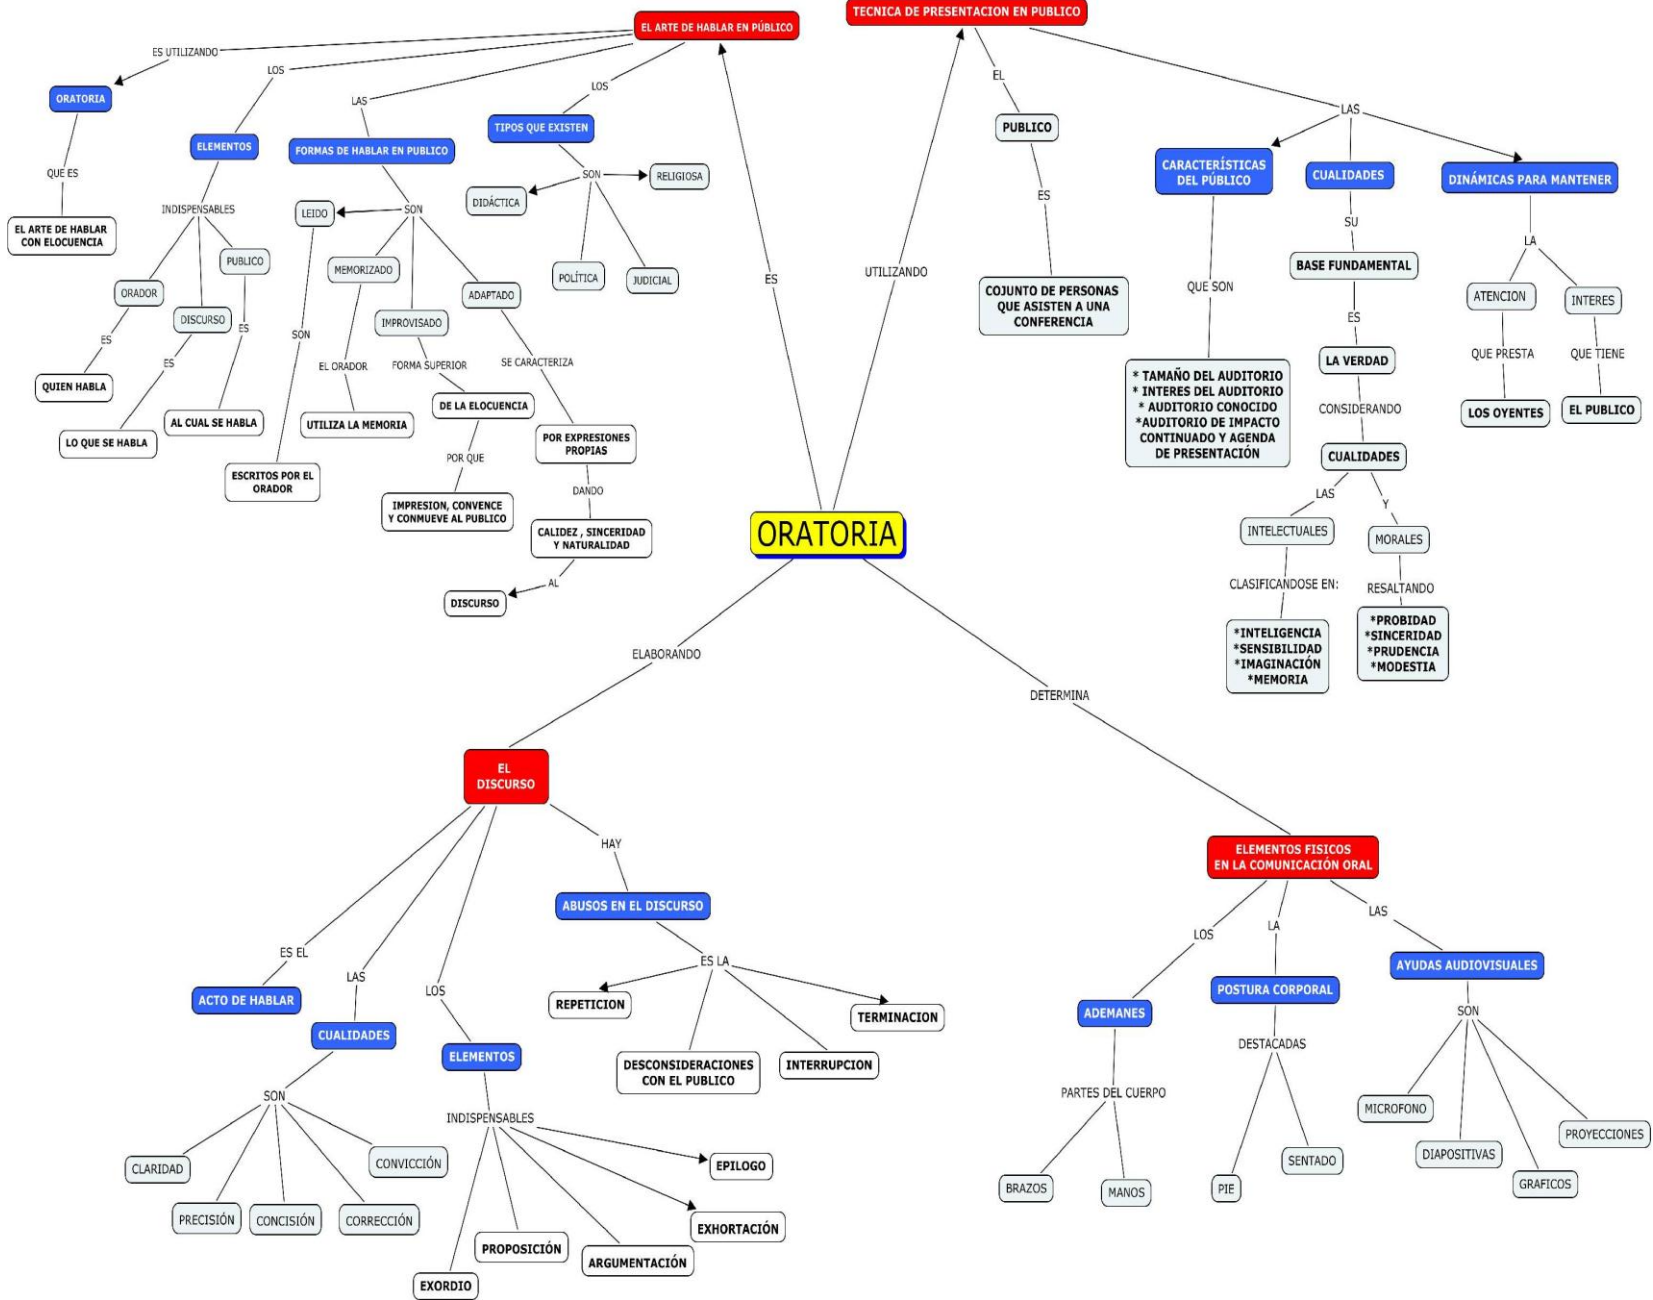 EL ARTE DE HABLAR EN PÚBLICO
ES UTILIZANDO
ORATORIA
QUE ES
EL ARTE DE HABLAR
CON ELOCUENCIA
LOS
ELEMENTOS
INDISPENSABLES
ORADOR
ES
QUIEN HABLA
DISCURSO
ES
LO QUE SE HABLA
PUBLICO
ES
AL CUAL SE HABLA
LAS
FORMAS DE HABLAR EN PUBLICO
SON
LEIDO
SON
ESCRITOS POR EL
ORADOR
MEMORIZADO
EL ORADOR
UTILIZA LA MEMORIA
IMPROVISADO
FORMA SUPERIOR
DE LA ELOCUENCIA
POR QUE
IMPRESION, CONVENCE
Y CONMUEVE AL PUBLICO
ADAPTADO
SE CARACTERIZA
POR EXPRESIONES
PROPIAS
DANDO
CALIDEZ , SINCERIDAD
Y NATURALIDAD
AL
DISCURSO
LOS
TIPOS QUE EXISTEN
SON
DIDÁCTICA
POLÍTICA
JUDICIAL
RELIGIOSA
ES
TECNICA DE PRESENTACION EN PUBLICO
UTILIZANDO
EL
PUBLICO
ES
COJUNTO DE PERSONAS
QUE ASISTEN A UNA
CONFERENCIA
LAS
CARACTERÍSTICAS
DEL PÚBLICO
QUE SON
* TAMAÑO DEL AUDITORIO
* INTERES DEL AUDITORIO
* AUDITORIO CONOCIDO
*AUDITORIO DE IMPACTO
CONTINUADO Y AGENDA
DE PRESENTACIÓN
CUALIDADES
SU
BASE FUNDAMENTAL
ES
LA VERDAD
CONSIDERANDO
CUALIDADES
LAS
INTELECTUALES
CLASIFICANDOSE EN:
*INTELIGENCIA
*SENSIBILIDAD
*IMAGINACIÓN
*MEMORIA
Y
MORALES
RESALTANDO
*PROBIDAD
*SINCERIDAD
*PRUDENCIA
*MODESTIA
DINÁMICAS PARA MANTENER
LA
ATENCION
QUE PRESTA
LOS OYENTES
INTERES
QUE TIENE
EL PUBLICO
ORATORIA
ELABORANDO
EL
DISCURSO
ES EL
ACTO DE HABLAR
LAS
CUALIDADES
SON
CLARIDAD
PRECISIÓN
CONCISIÓN
CORRECCIÓN
CONVICCIÓN
LOS
ELEMENTOS
INDISPENSABLES
EXORDIO
PROPOSICIÓN
ARGUMENTACIÓN
EXHORTACIÓN
EPILOGO
HAY
ABUSOS EN EL DISCURSO
ES LA
REPETICION
DESCONSIDERACIONES
CON EL PUBLICO
INTERRUPCION
TERMINACION
DETERMINA
ELEMENTOS FISICOS
EN LA COMUNICACIÓN ORAL
LOS
ADEMANES
PARTES DEL CUERPO
BRAZOS
MANOS
LA
POSTURA CORPORAL
DESTACADAS
PIE
SENTADO
LAS
AYUDAS AUDIOVISUALES
SON
MICROFONO
DIAPOSITIVAS
GRAFICOS
PROYECCIONES